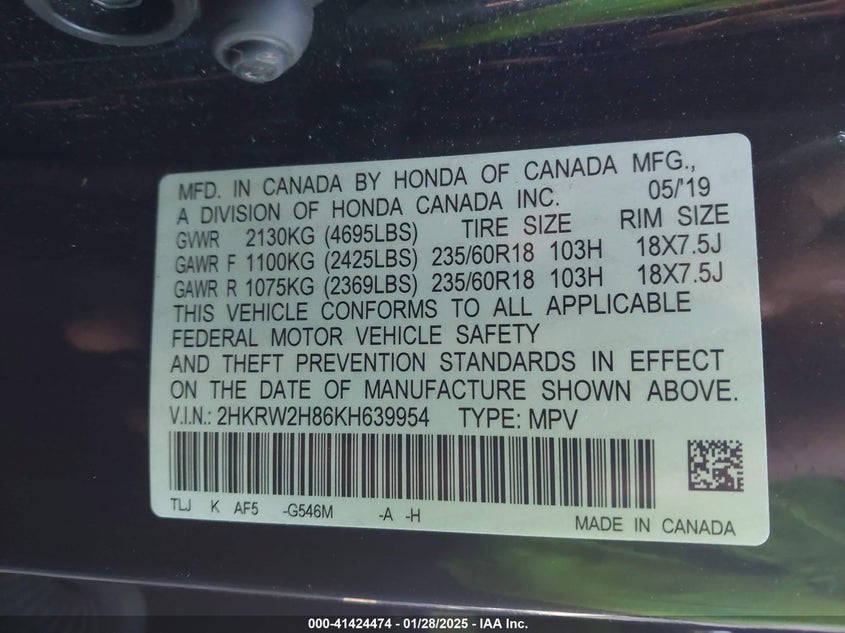 MFD. IN CANADA BY HONDA OF CANADA MFG.,
A DIVISION OF HONDA CANADA INC. 05/'19
GVWR 2130KG (4695LBS) TIRE SIZE RIM SIZE
GAWR F 1100KG (2425LBS) 235/60R18 103H 18X7.5J
GAWR R 1075KG (2369LBS) 235/60R18 103H 18X7.5J
THIS VEHICLE CONFORMS TO ALL APPLICABLE
FEDERAL MOTOR VEHICLE SAFETY
AND THEFT PREVENTION STANDARDS IN EFFECT
ON THE DATE OF MANUFACTURE SHOWN ABOVE.
V.I.N.: 2HKRW2H86KH639954 TYPE: MPV
TLJ K AF5 -G546M -A -H
MADE IN CANADA
000-41424474 - 01/28/2025 - IAA Inc.